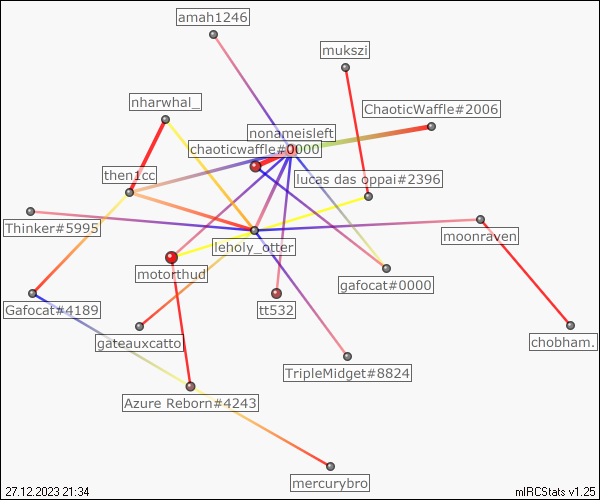 amah1246
mukszi
nharwhal_
ChaoticWaffle#2006
nonameisleft
chaoticwaffle#0000
then1cc
lucas das oppai#2396
Thinker#5995
moonraven
leholy_otter
motorthud
gafocat#0000
Gafocat#4189
tt532
gateauxcatto
chobham.
TripleMidget#8824
Azure Reborn#4243
mercurybro
27.12.2023 21:34
mIRCStats v1.25